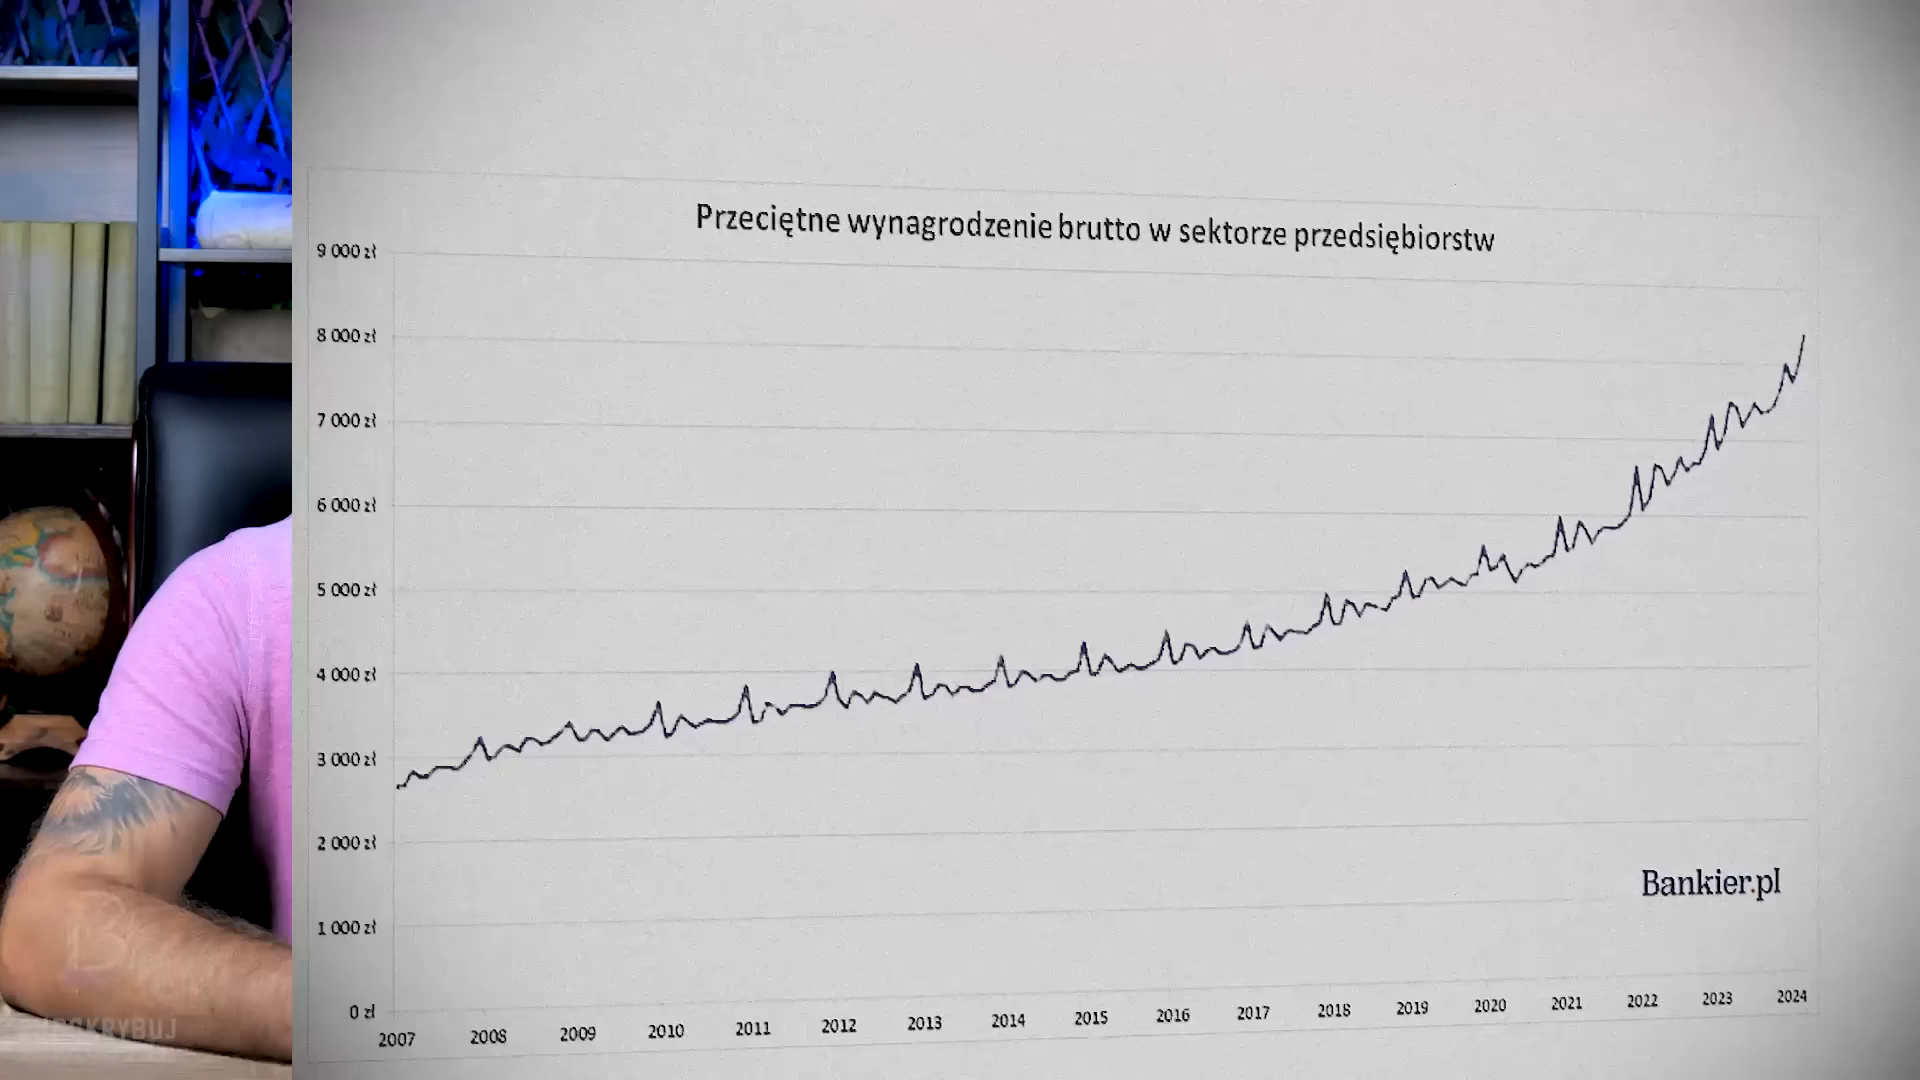 Przeciętne wynagrodzenie brutto w sektorze przedsiębiorstw
9 000 zł
8 000 zł
7 000 zł
6 000 zł
5 000 zł
4 000 zł
3 000 zł
2 000 zł
1 000 zł
0 zł
2007 2008 2009 2010 2011 2012 2013 2014 2015 2016 2017 2018 2019 2020 2021 2022 2023 2024
Bankier.pl